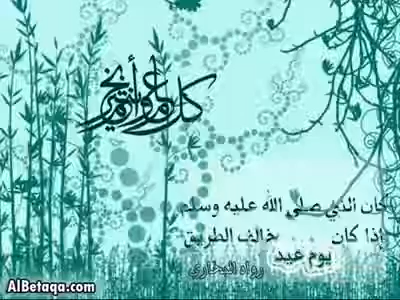 كل عام وأنتم بخير
كان النبي صلى الله عليه وسلم
إذا كان يوم عيد خالف الطريق
رواه البخاري
AlBetaqa.com